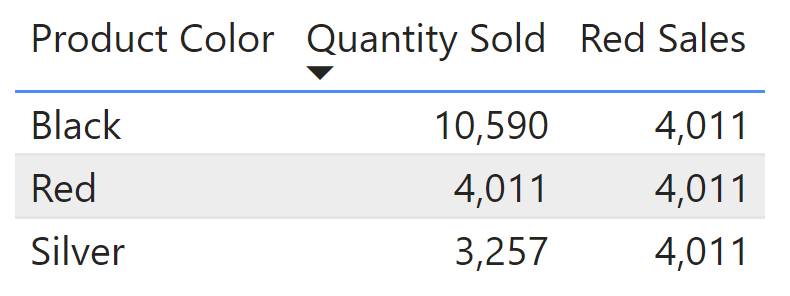 Product Color Quantity Sold Red Sales
Black 10,590 4,011
Red 4,011 4,011
Silver 3,257 4,011